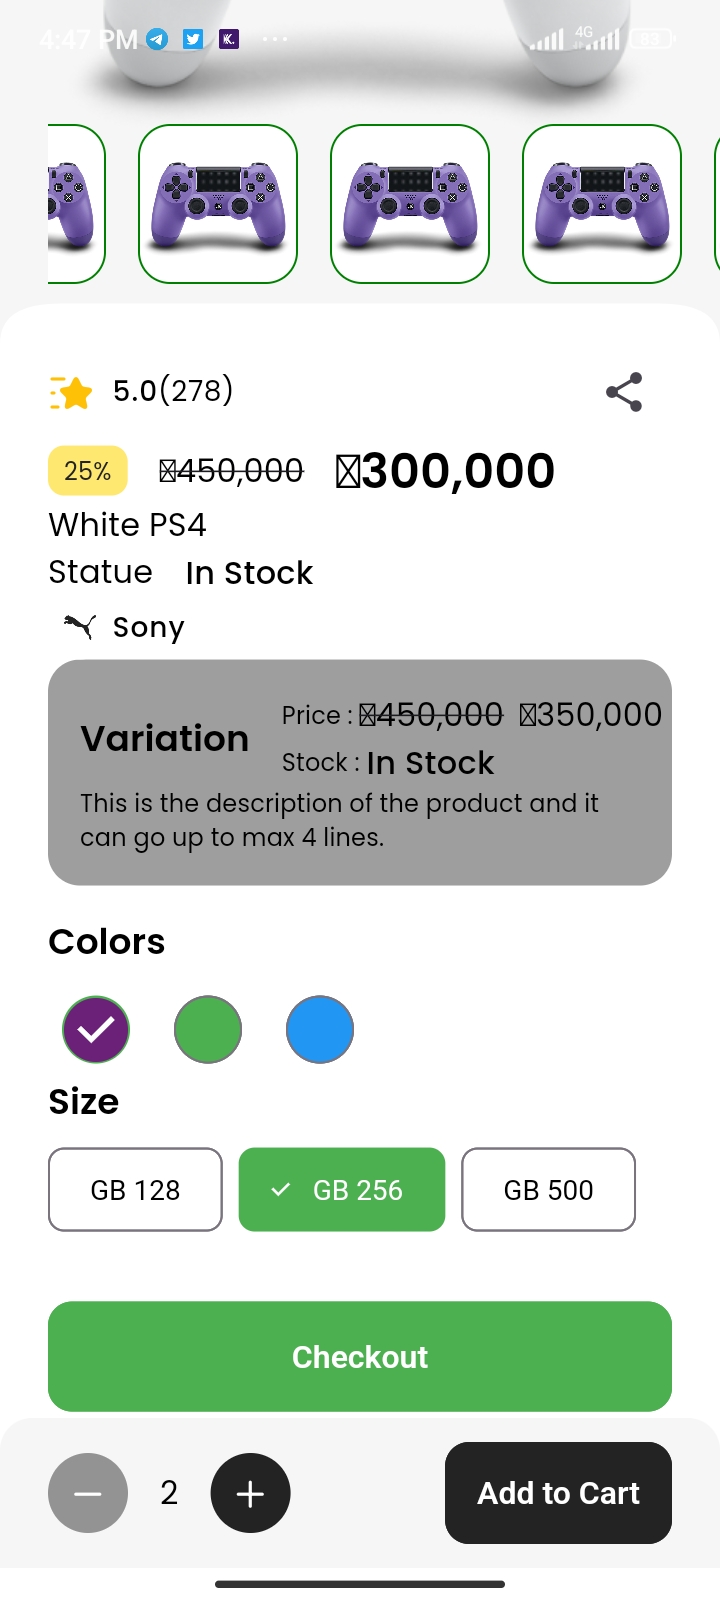 4:47 PM 4G 83
5.0(278)
25% 450,000 300,000
White PS4
Statue In Stock
Sony
Variation
Price : 450,000 350,000
Stock : In Stock
This is the description of the product and it
can go up to max 4 lines.
Colors
Size
GB 128 GB 256 GB 500
Checkout
2 Add to Cart